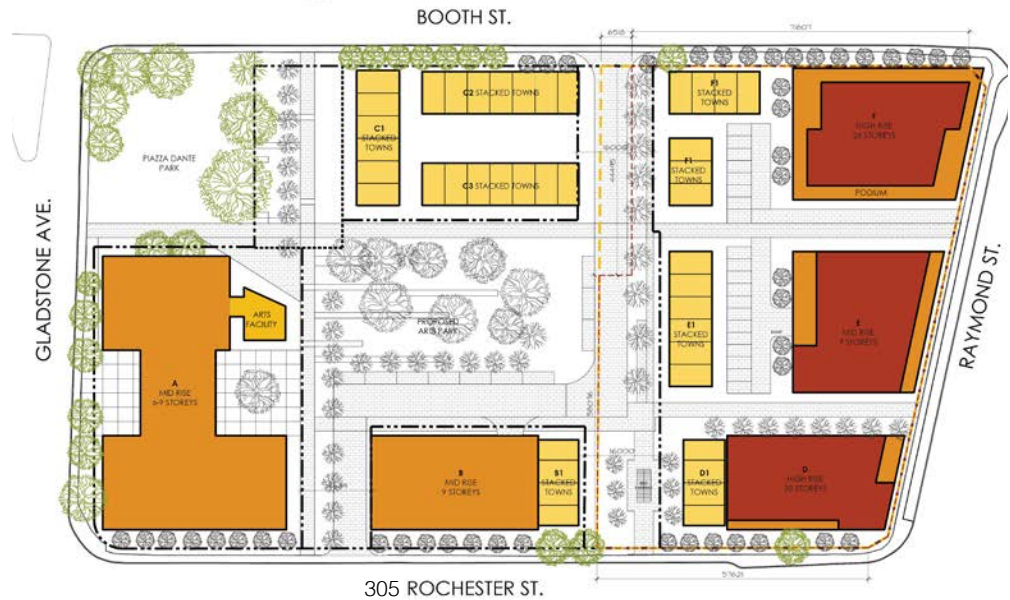 BOOTH ST.
6518
C2 STACKED TOWNS
C1
STACKED
TOWNS
F1
STACKED
TOWNS
F
HIGH RISE
PIAZZA DANTE
PARK
F1
STACKED
TOWNS
C3 STACKED TOWNS
PODIUM
GLADSTONE AVE.
RAYMOND ST.
ARTS
FACILITY
PROPOSED
ARTS PARK
E1
STACKED
TOWNS
E
MID RISE
9 STOREYS
A
MID RISE
6-9 STOREYS
16000
B
MID RISE
9 STOREYS
B1
STACKED
TOWNS
D1
STACKED
TOWNS
D
HIGH RISE
30 STOREYS
305 ROCHESTER ST.